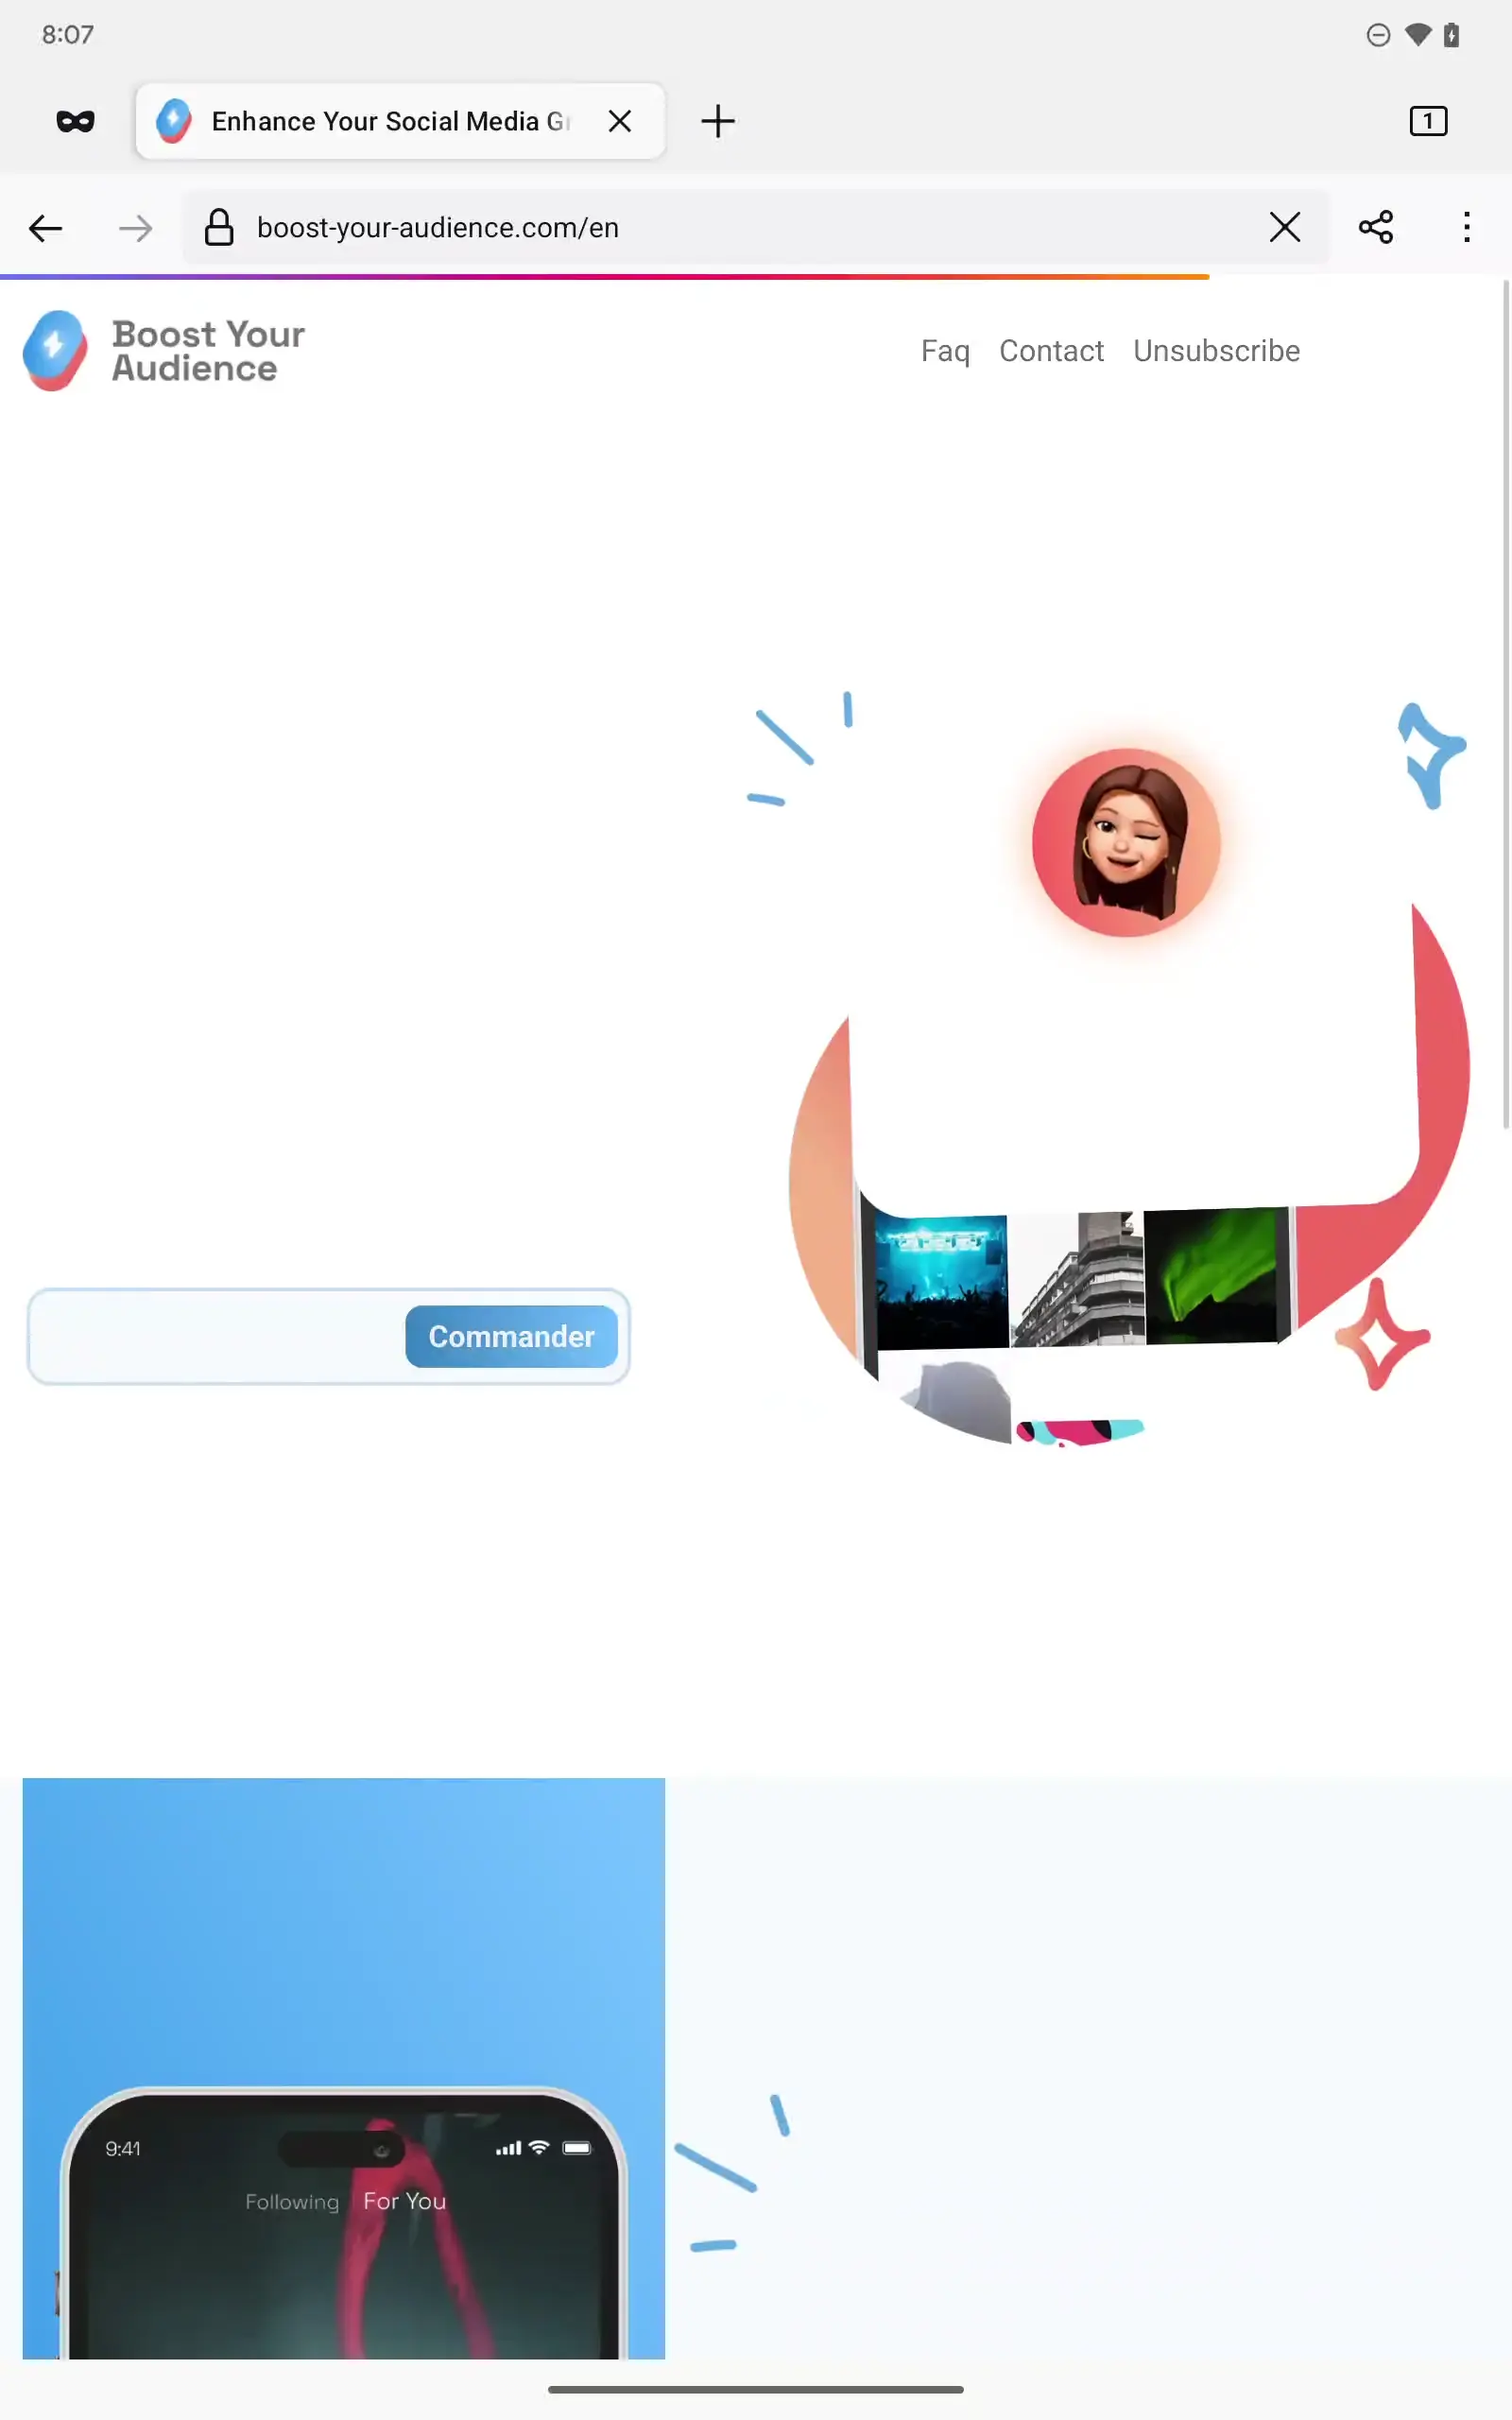 8:07
Enhance Your Social Media
1
boost-your-audience.com/en
Boost Your
Audience
Faq Contact Unsubscribe
Commander
9:41
Following For You